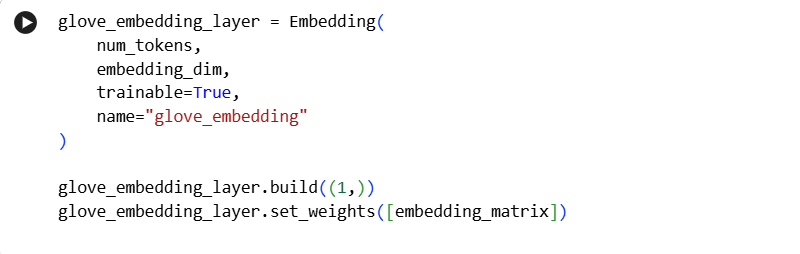 glove_embedding_layer = Embedding(
    num_tokens,
    embedding_dim,
    trainable=True,
    name="glove_embedding"
)
glove_embedding_layer.build((1,))
glove_embedding_layer.set_weights([embedding_matrix])